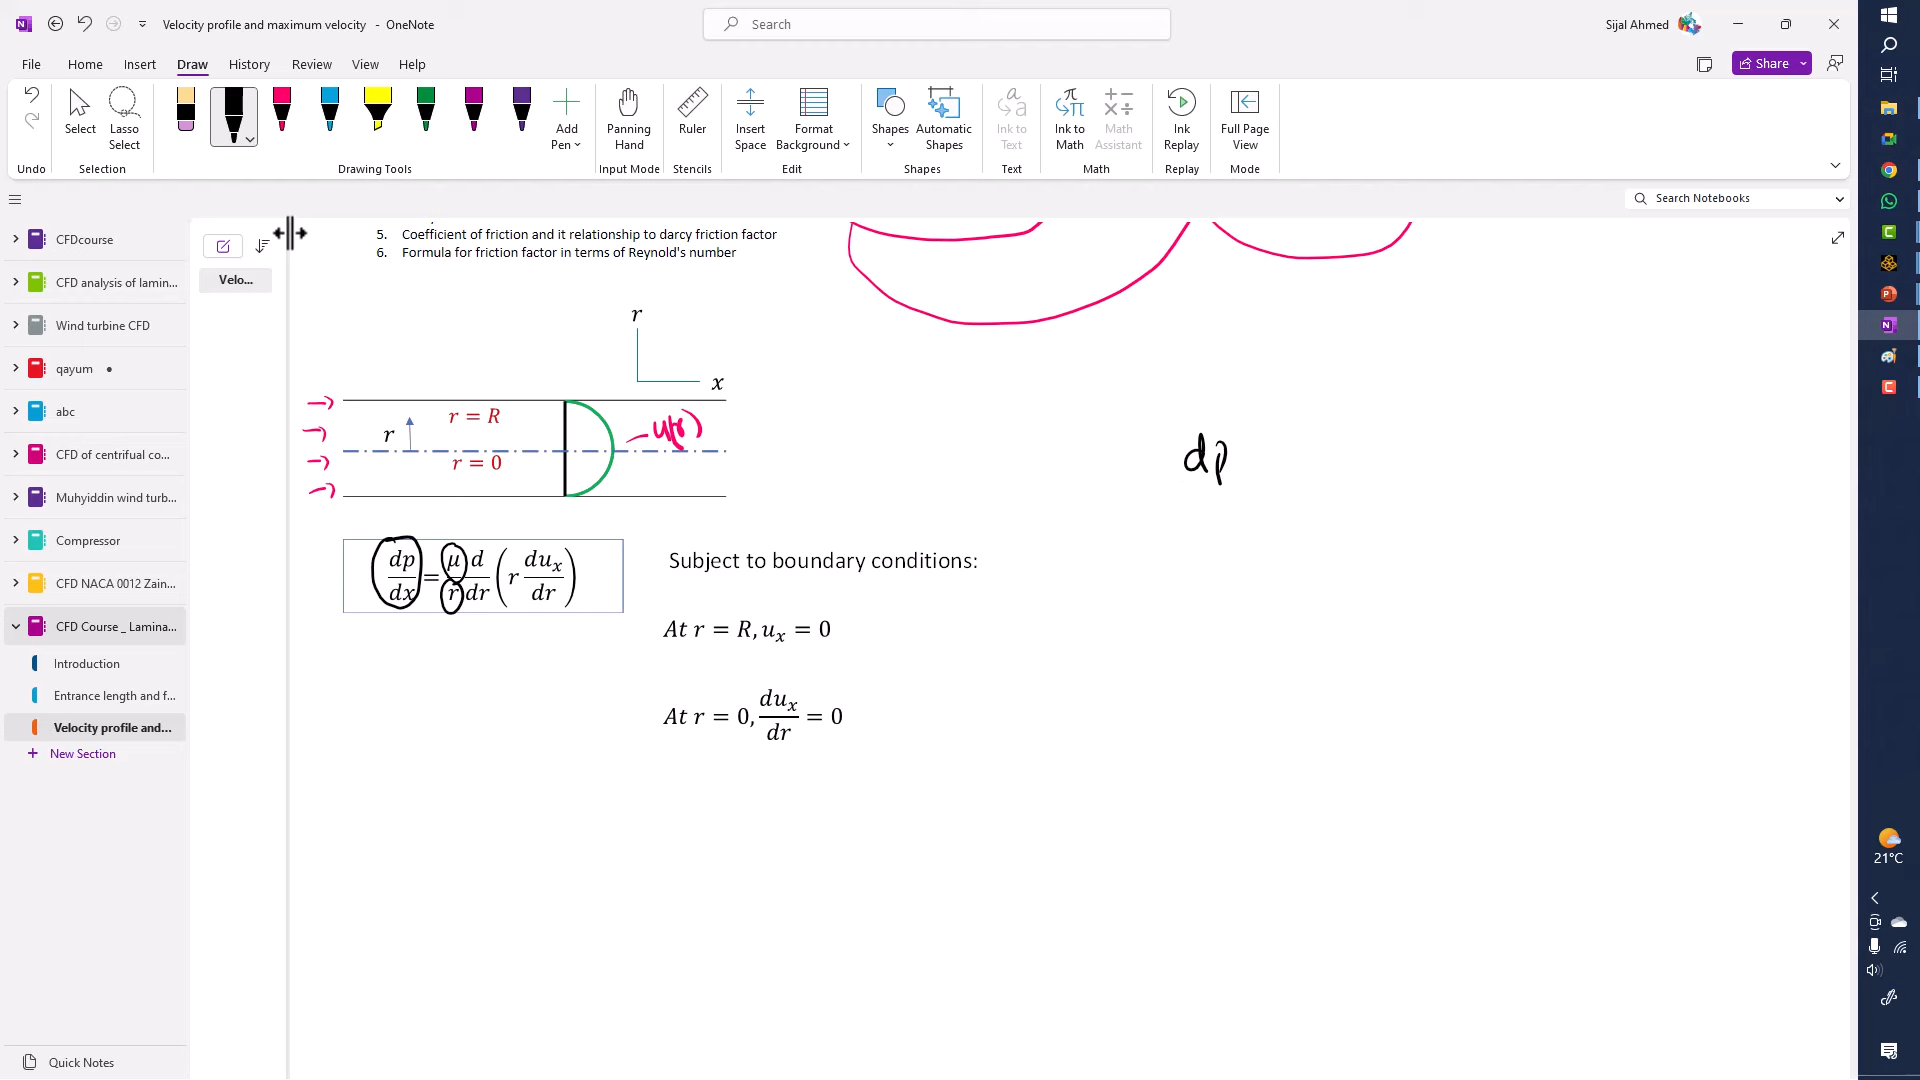 Velocity profile and maximum velocity - OneNote
Search
Sijal Ahmed
File Home Insert Draw History Review View Help
Share
Select
Lasso Select
Add Pen
Panning Hand
Ruler
Insert Space
Format Background
Shapes
Automatic Shapes
Ink to Text
Ink to Math
Math Assistant
Ink Replay
Full Page View
Undo Selection Drawing Tools Input Mode Stencils Edit Shapes Text Math Replay Mode
Search Notebooks
CFDcourse
CFD analysis of lamin...
Wind turbine CFD
qayum
abc
CFD of centrifual co...
Muhyiddin wind turb...
Compressor
CFD NACA 0012 Zain...
CFD Course _ Lamina...
Introduction
Entrance length and f...
Velocity profile and...
New Section
Quick Notes
Velo...
5. Coefficient of friction and it relationship to darcy friction factor
6. Formula for friction factor in terms of Reynold's number
r
x
r = R
r
r = 0
u(r)
dp
dp/dx = μ/r d/dr (r du_x/dr)
Subject to boundary conditions:
At r = R, u_x = 0
At r = 0, du_x/dr = 0
21°C